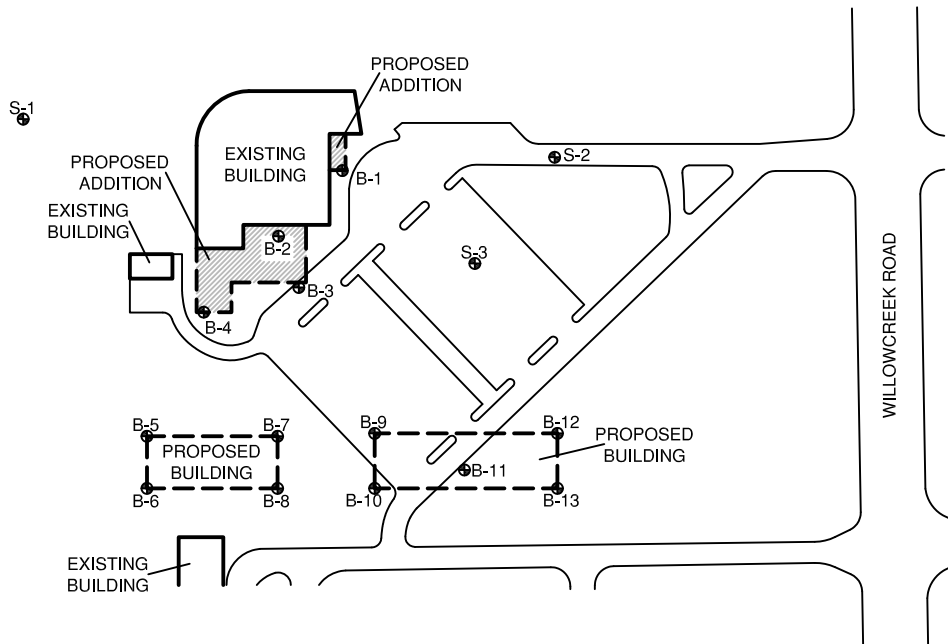 PROPOSED
ADDITION
S-1
EXISTING
BUILDING
B-1
S-2
PROPOSED
ADDITION
EXISTING
BUILDING
B-2
S-3
B-3
B-4
WILLOWCREEK ROAD
B-5
B-7
B-9
B-12
PROPOSED
BUILDING
PROPOSED
BUILDING
B-11
B-6
B-8
B-10
B-13
EXISTING
BUILDING